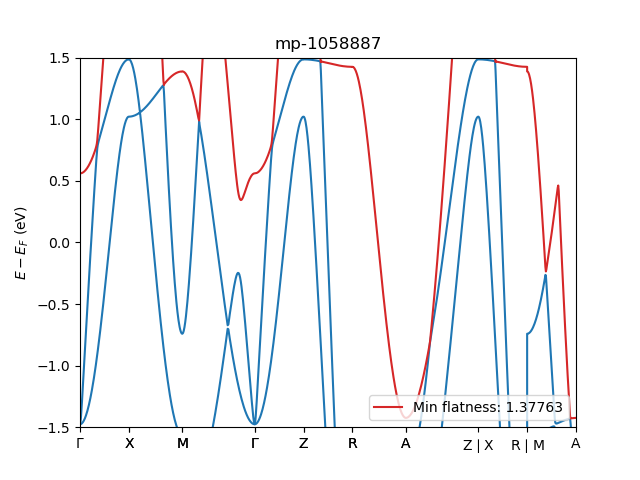 mp-1058887
E − E_F (eV)
1.5
1.0
0.5
0.0
−0.5
−1.0
−1.5
Min flatness: 1.37763
Γ X M Γ Z R A Z | X R | M A